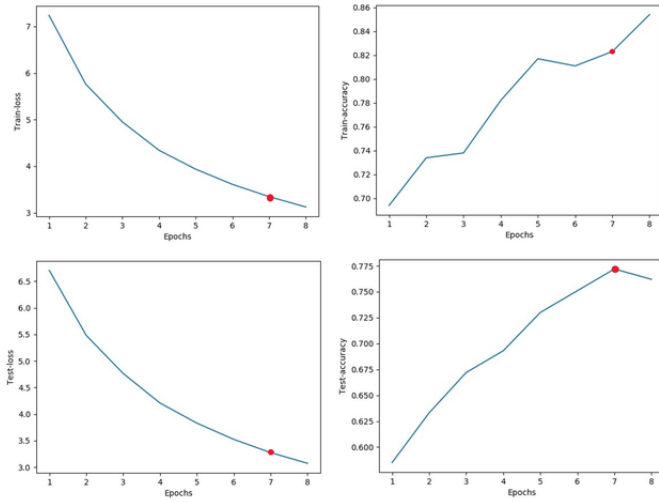 Train-loss
7
6
5
4
3
1 2 3 4 5 6 7 8
Epochs
Train-accuracy
0.86
0.84
0.82
0.80
0.78
0.76
0.74
0.72
0.70
1 2 3 4 5 6 7 8
Epochs
Test-loss
6.5
6.0
5.5
5.0
4.5
4.0
3.5
3.0
1 2 3 4 5 6 7 8
Epochs
Test-accuracy
0.775
0.750
0.725
0.700
0.675
0.650
0.625
0.600
1 2 3 4 5 6 7 8
Epochs